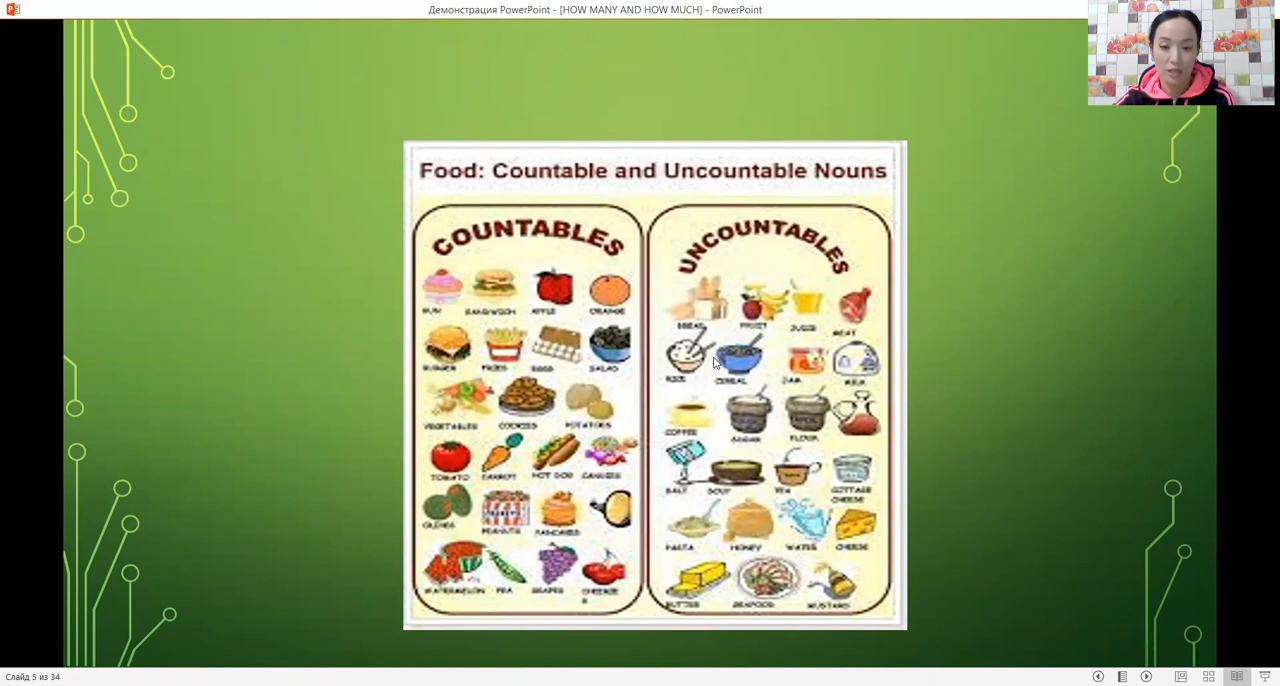 Демонстрация PowerPoint - [HOW MANY AND HOW MUCH] - PowerPoint
Food: Countable and Uncountable Nouns
COUNTABLES
BUN SANDWICH APPLE ORANGE
BURGER FRIES EGGS SALAD
VEGETABLES COOKIES POTATOES
TOMATO CARROT HOT DOG CANDIES
OLIVES PEANUTS PANCAKES
WATERMELON PEA GRAPES
UNCOUNTABLES
BREAD FRUIT JUICE MEAT
RICE CEREAL JAM MILK
COFFEE SUGAR FLOUR
SALT SOUP TEA COTTAGE
CHEESE
PASTA HONEY WATER CHEESE
BUTTER SEAFOOD MUSTARD
Слайд 5 из 34